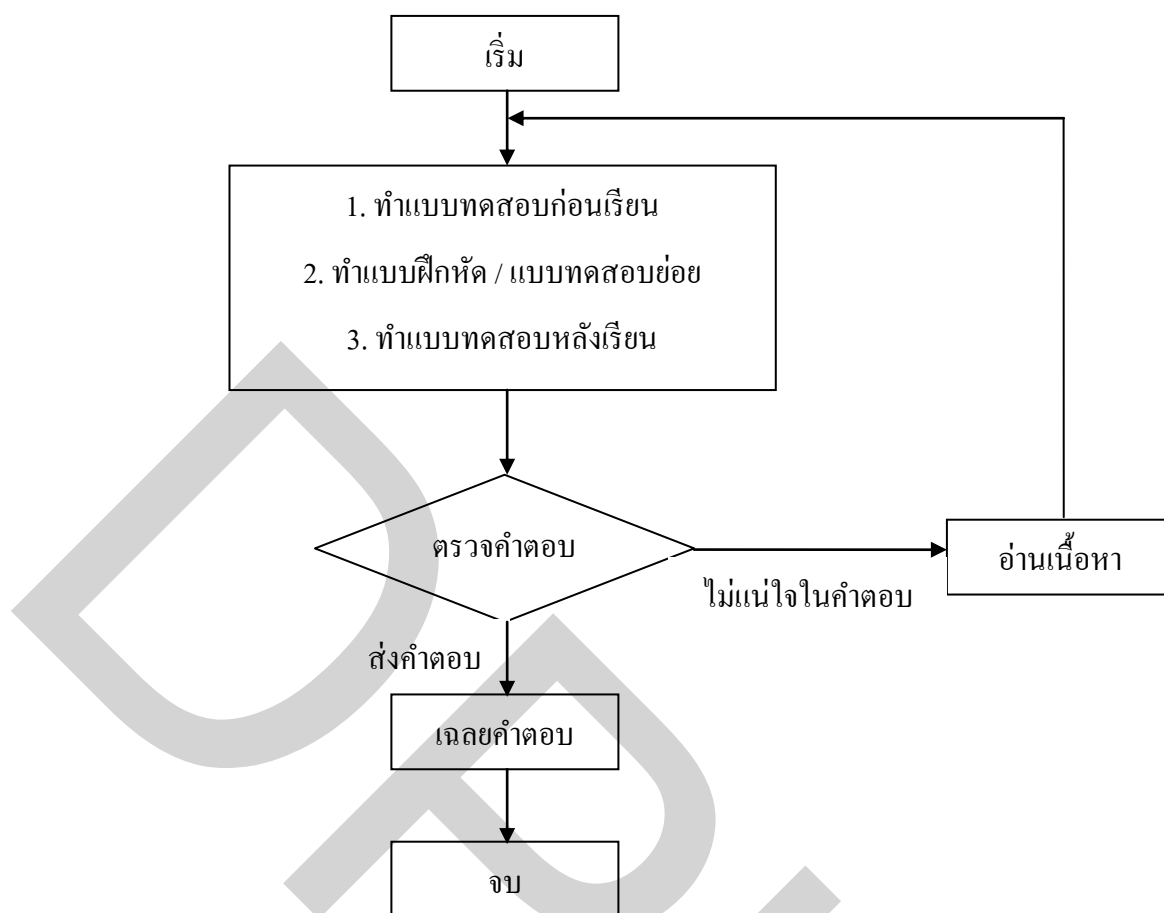 เริ่ม
1. ทำแบบทดสอบก่อนเรียน
2. ทำแบบฝึกหัด / แบบทดสอบย่อย
3. ทำแบบทดสอบหลังเรียน
ตรวจคำตอบ
อ่านเนื้อหา
ไม่แน่ใจในคำตอบ
ส่งคำตอบ
เฉลยคำตอบ
จบ